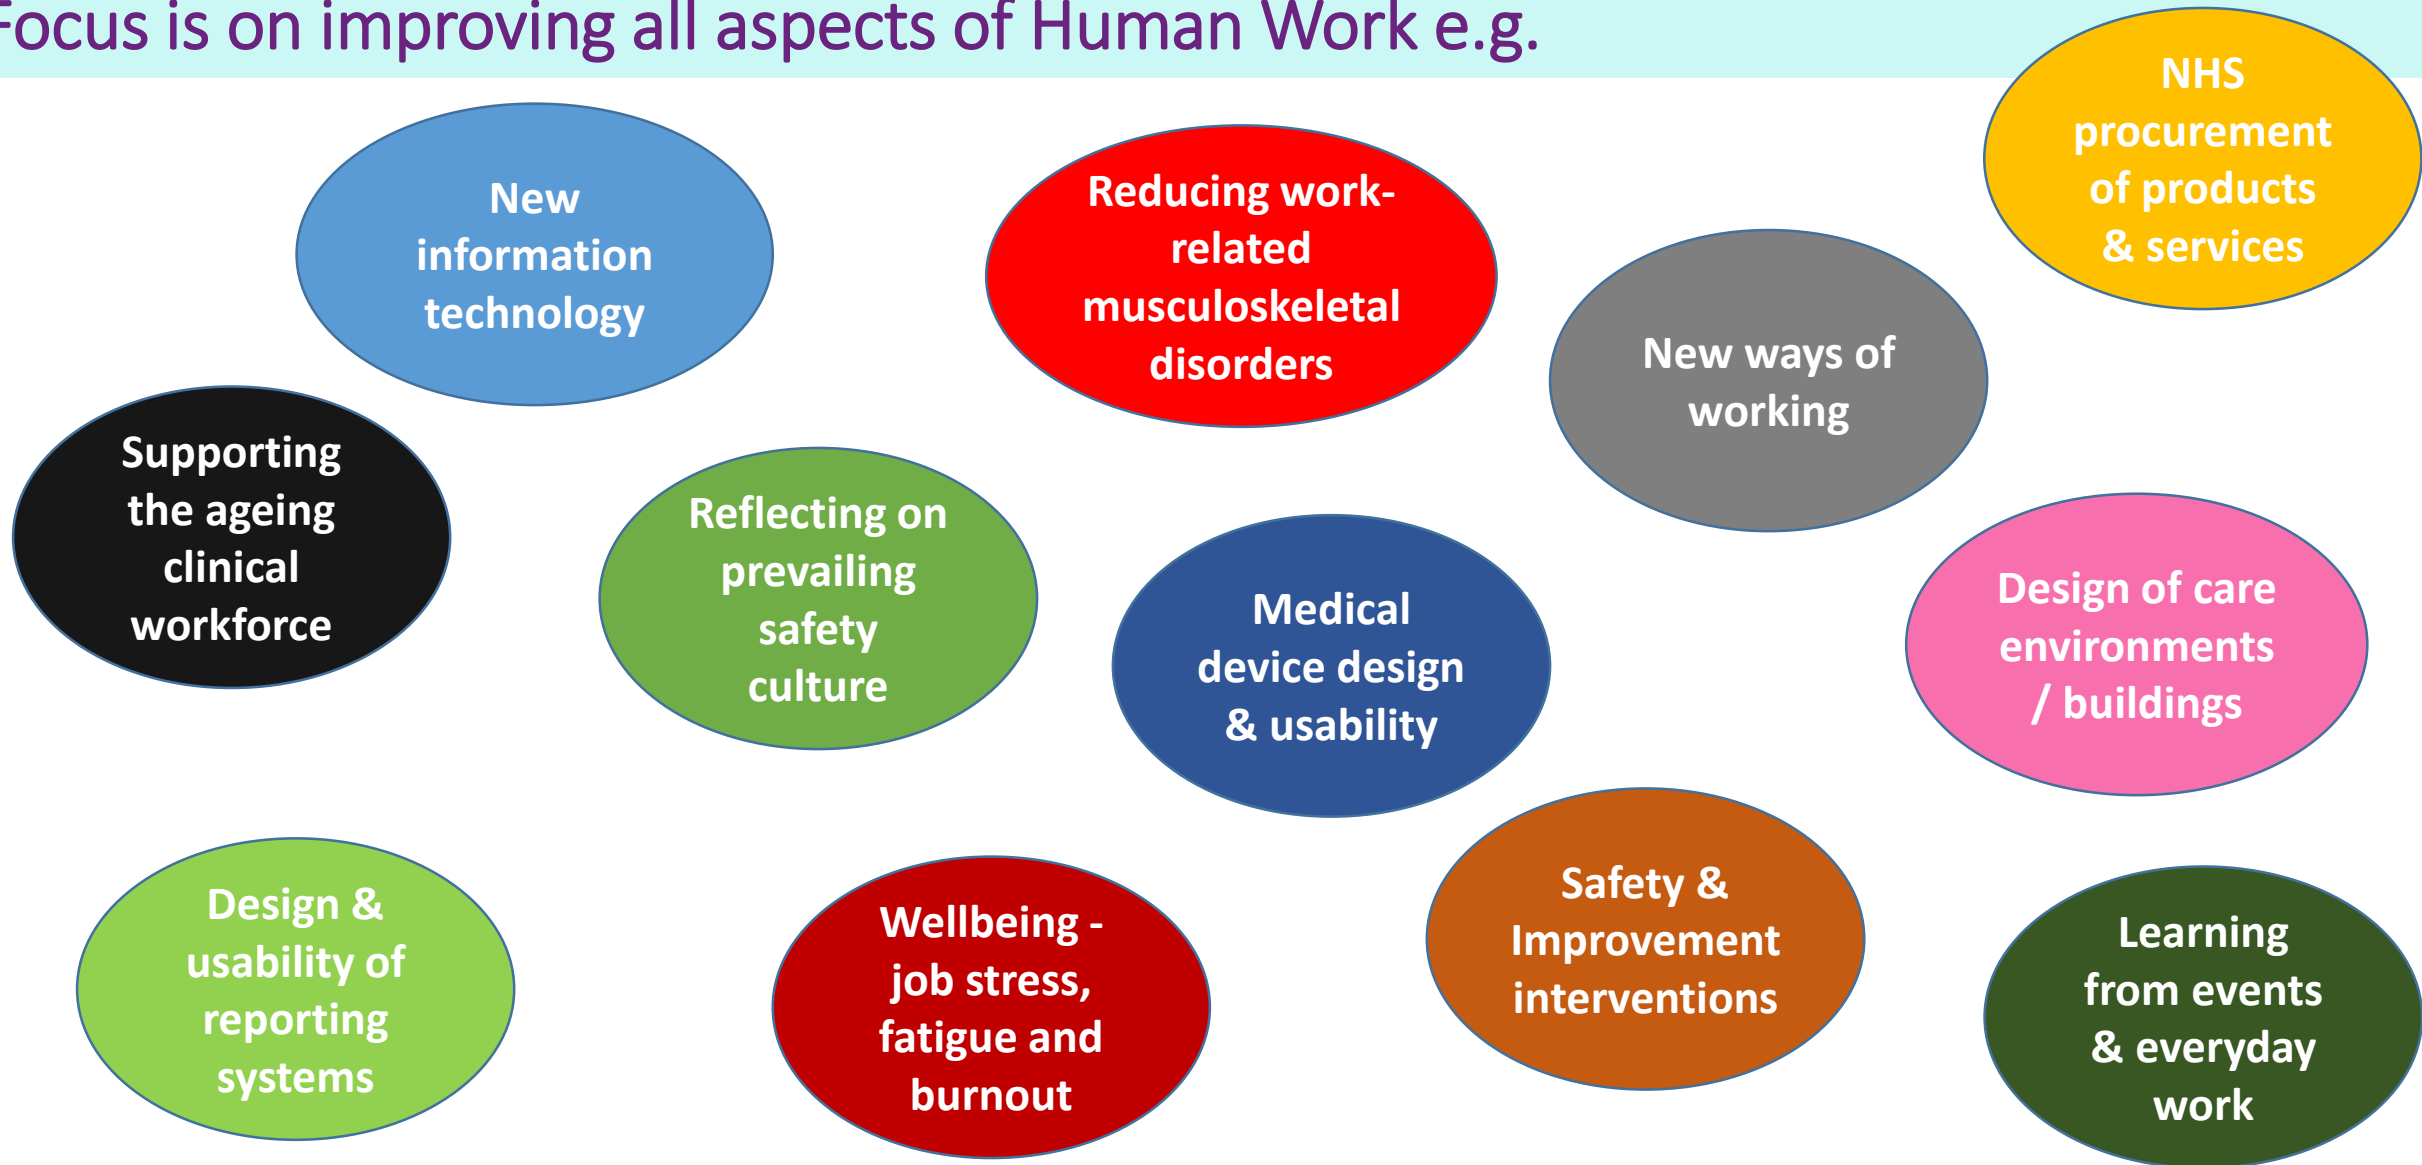 Focus is on improving all aspects of Human Work e.g.
NHS
procurement
of products
& services
New
information
technology
Reducing work-
related
musculoskeletal
disorders
New ways of
working
Supporting
the ageing
clinical
workforce
Reflecting on
prevailing
safety
culture
Medical
device design
& usability
Design of care
environments
/ buildings
Design &
usability of
reporting
systems
Wellbeing -
job stress,
fatigue and
burnout
Safety &
Improvement
interventions
Learning
from events
& everyday
work